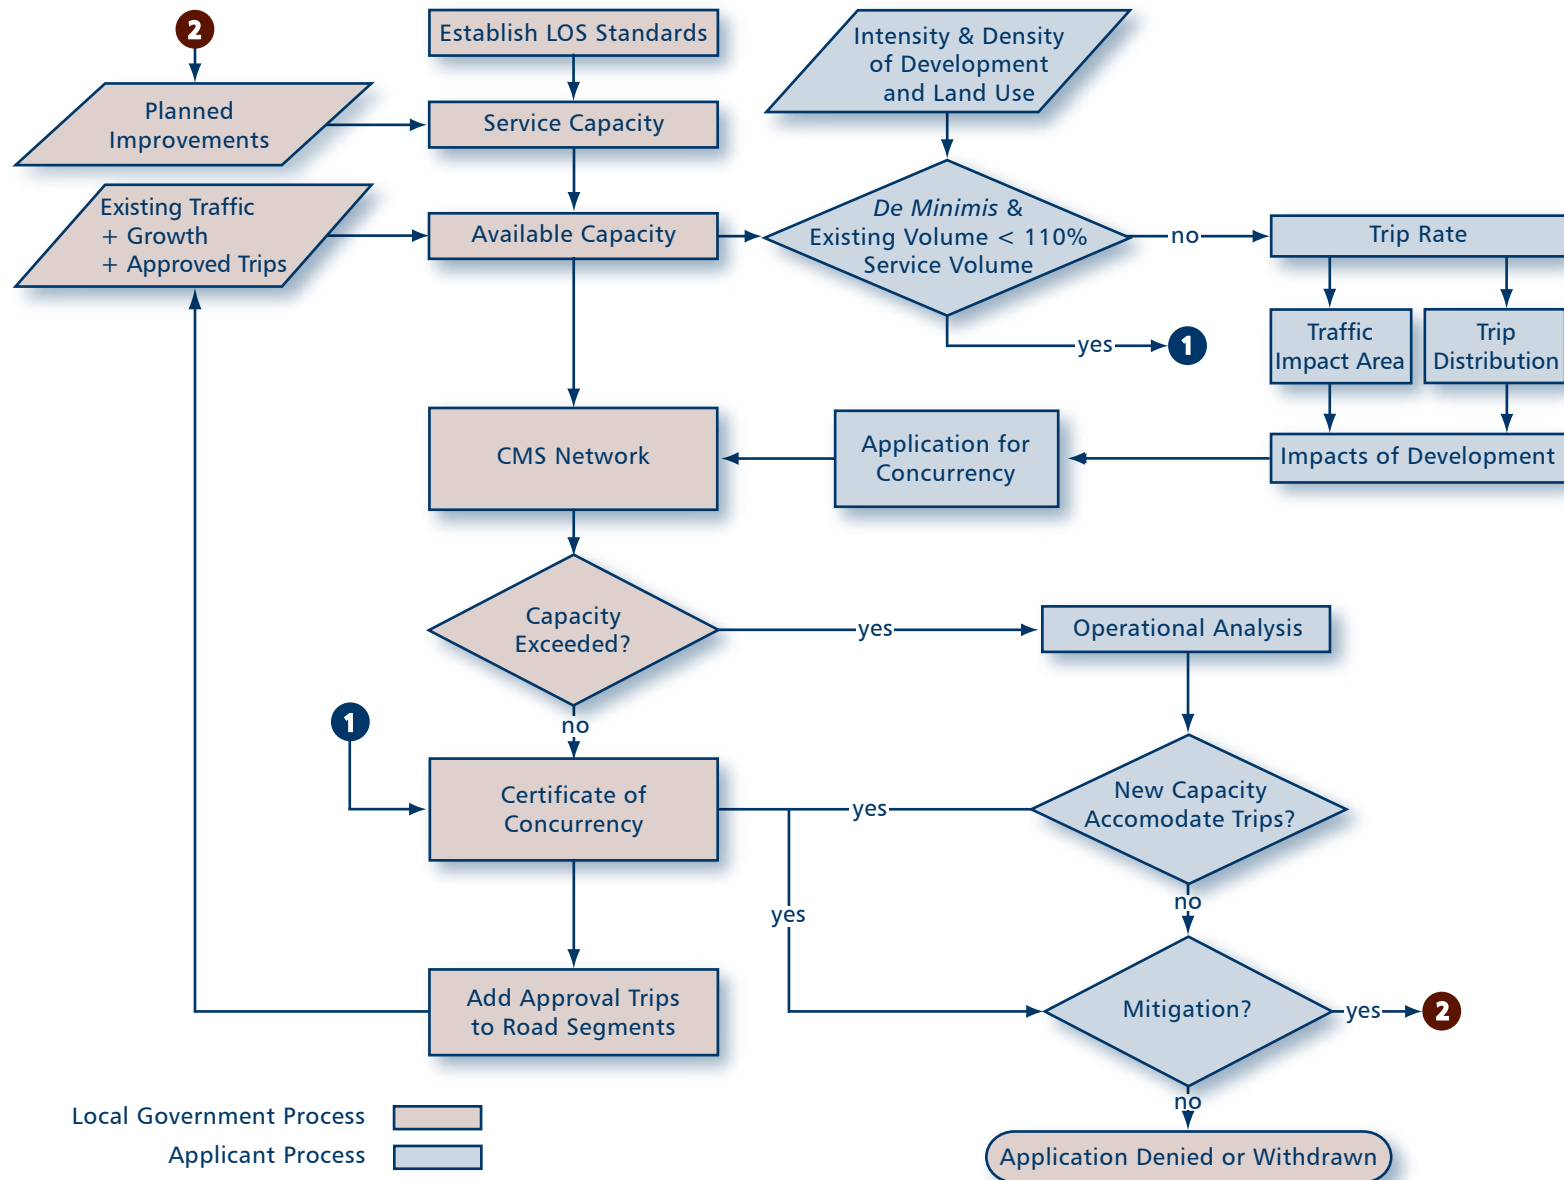 2
Establish LOS Standards
Intensity & Density
of Development
and Land Use
Planned
Improvements
Service Capacity
Existing Traffic
+ Growth
+ Approved Trips
Available Capacity
De Minimis &
Existing Volume < 110%
Service Volume
no
Trip Rate
yes
1
Traffic
Impact Area
Trip
Distribution
CMS Network
Application for
Concurrency
Impacts of Development
Capacity
Exceeded?
yes
Operational Analysis
no
1
Certificate of
Concurrency
yes
New Capacity
Accomodate Trips?
no
yes
Add Approval Trips
to Road Segments
Mitigation?
yes
2
no
Application Denied or Withdrawn
Local Government Process
Applicant Process